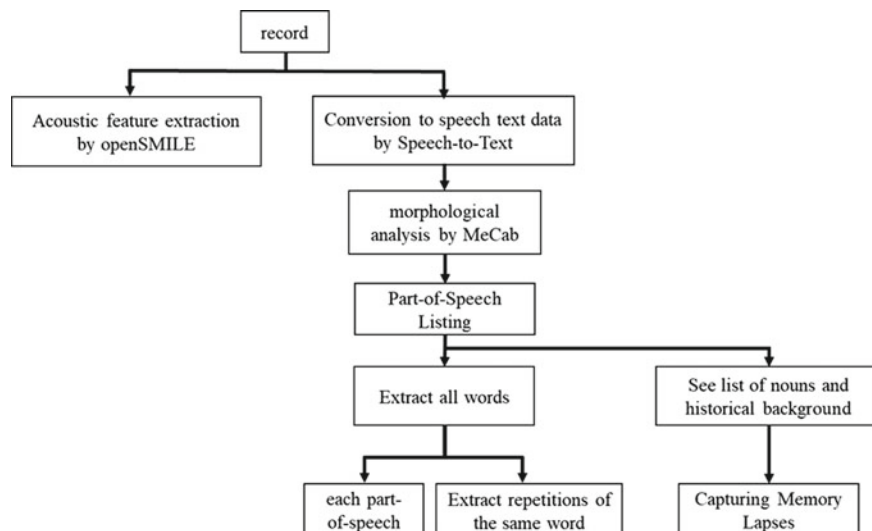 record
Acoustic feature extraction
by openSMILE
Conversion to speech text data
by Speech-to-Text
morphological
analysis by MeCab
Part-of-Speech
Listing
Extract all words
See list of nouns and
historical background
each part-
of-speech
Extract repetitions of
the same word
Capturing Memory
Lapses